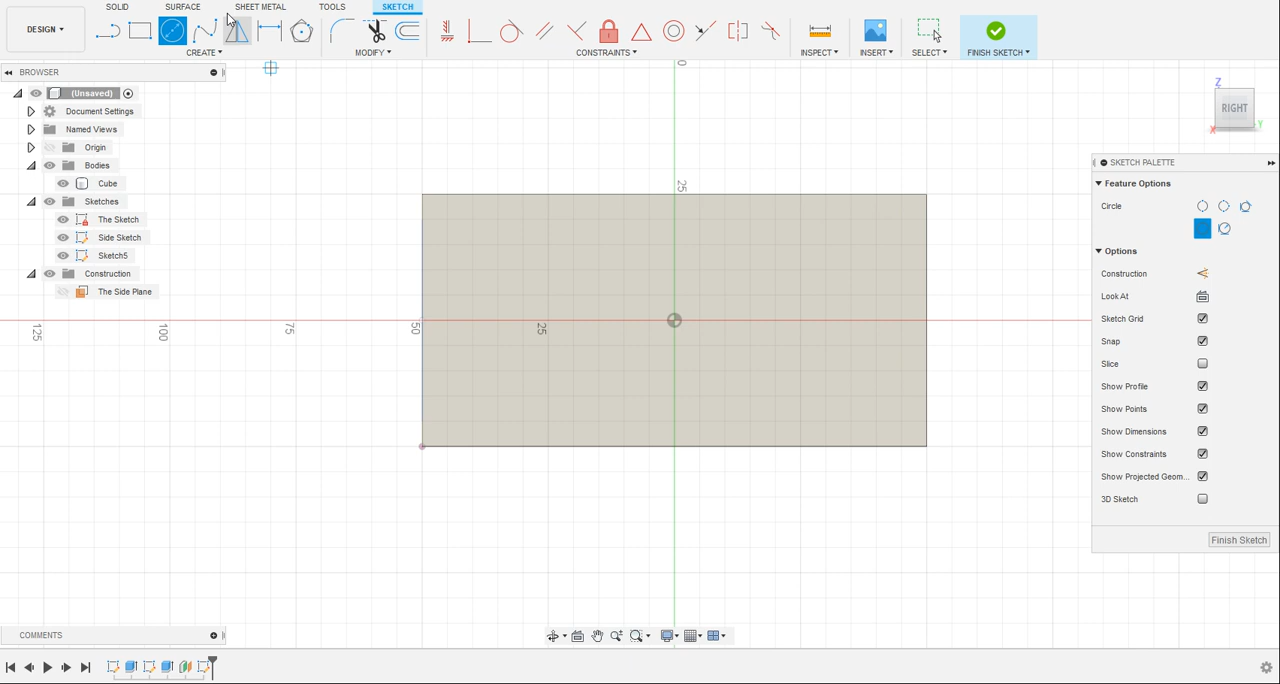 SOLID SURFACE SHEET METAL TOOLS SKETCH
DESIGN ▾
CREATE ▾ MODIFY ▾ CONSTRAINTS ▾ INSPECT ▾ INSERT ▾ SELECT ▾ FINISH SKETCH ▾
BROWSER
(Unsaved)
Document Settings
Named Views
Origin
Bodies
Cube
Sketches
The Sketch
Side Sketch
Sketch5
Construction
The Side Plane
125
100
75
50
25
25
0
Z
RIGHT
X
Y
SKETCH PALETTE
Feature Options
Circle
Options
Construction
Look At
Sketch Grid
Snap
Slice
Show Profile
Show Points
Show Dimensions
Show Constraints
Show Projected Geom...
3D Sketch
Finish Sketch
COMMENTS